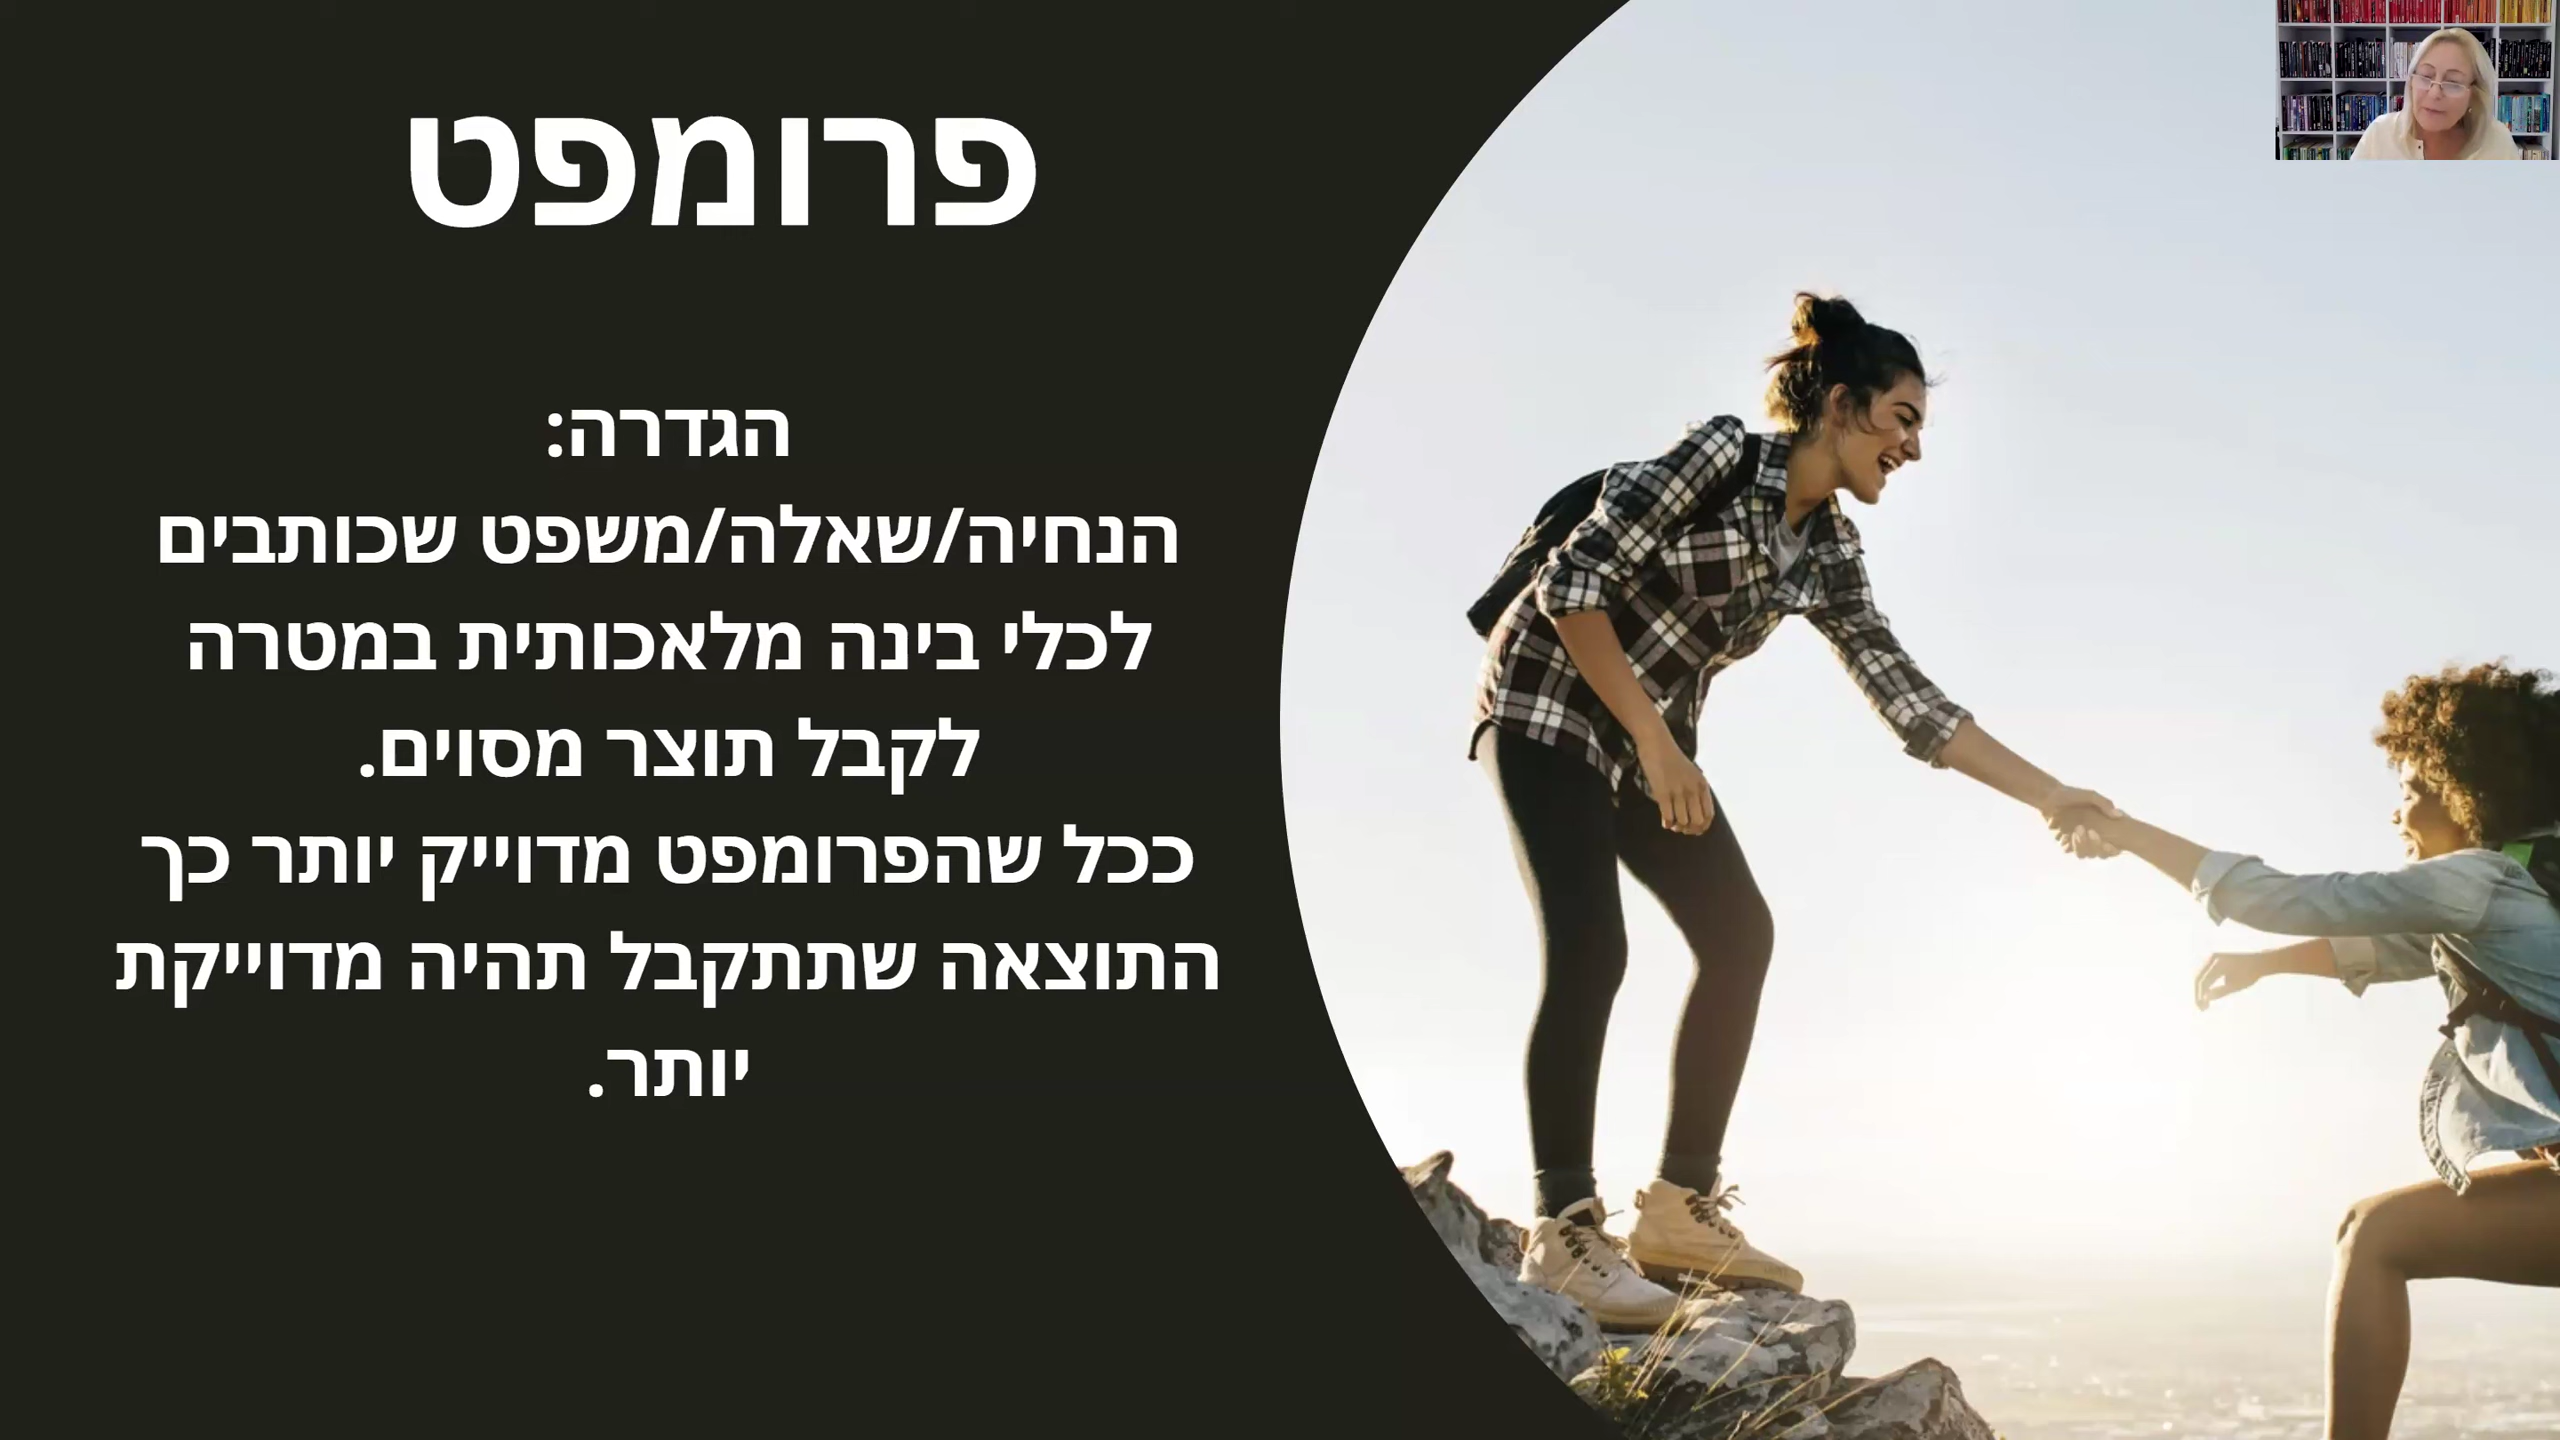 פרומפט
הגדרה:
הנחיה/שאלה/משפט שכותבים
לכלי בינה מלאכותית במטרה
לקבל תוצר מסוים.
ככל שהפרומפט מדוייק יותר כך
התוצאה שתתקבל תהיה מדוייקת
יותר.